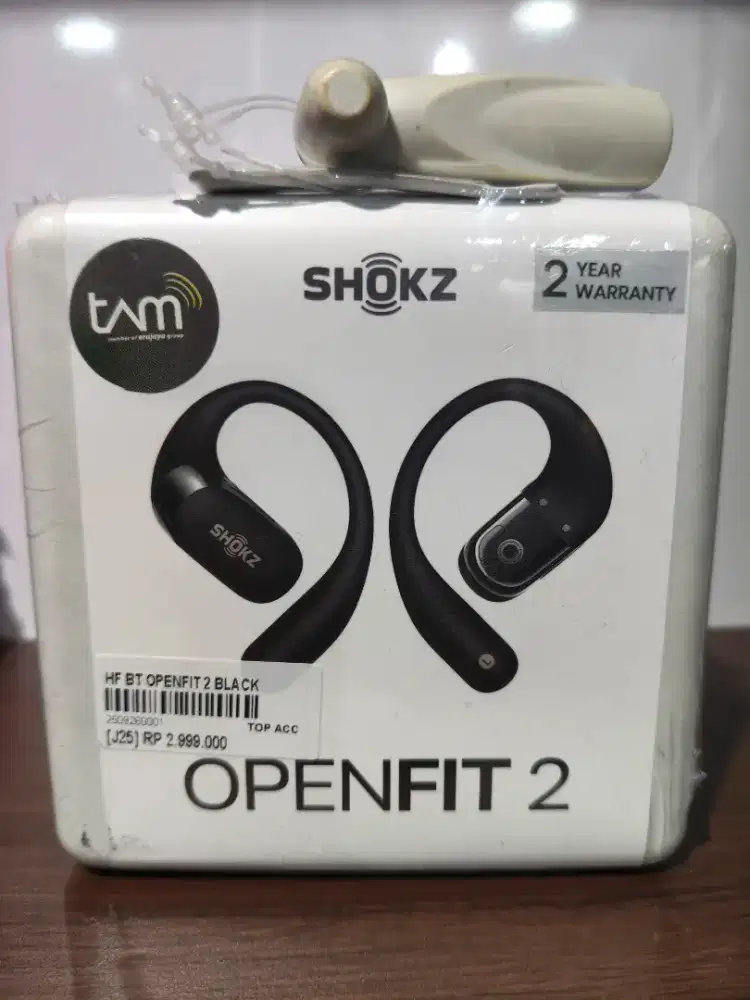 SHOKZ
2 YEAR
WARRANTY
tam
member of erajaya group
SHOKZ
L
HF BT OPENFIT 2 BLACK
2509260001
TOP ACC
[J25] RP 2.999.000
OPENFIT 2